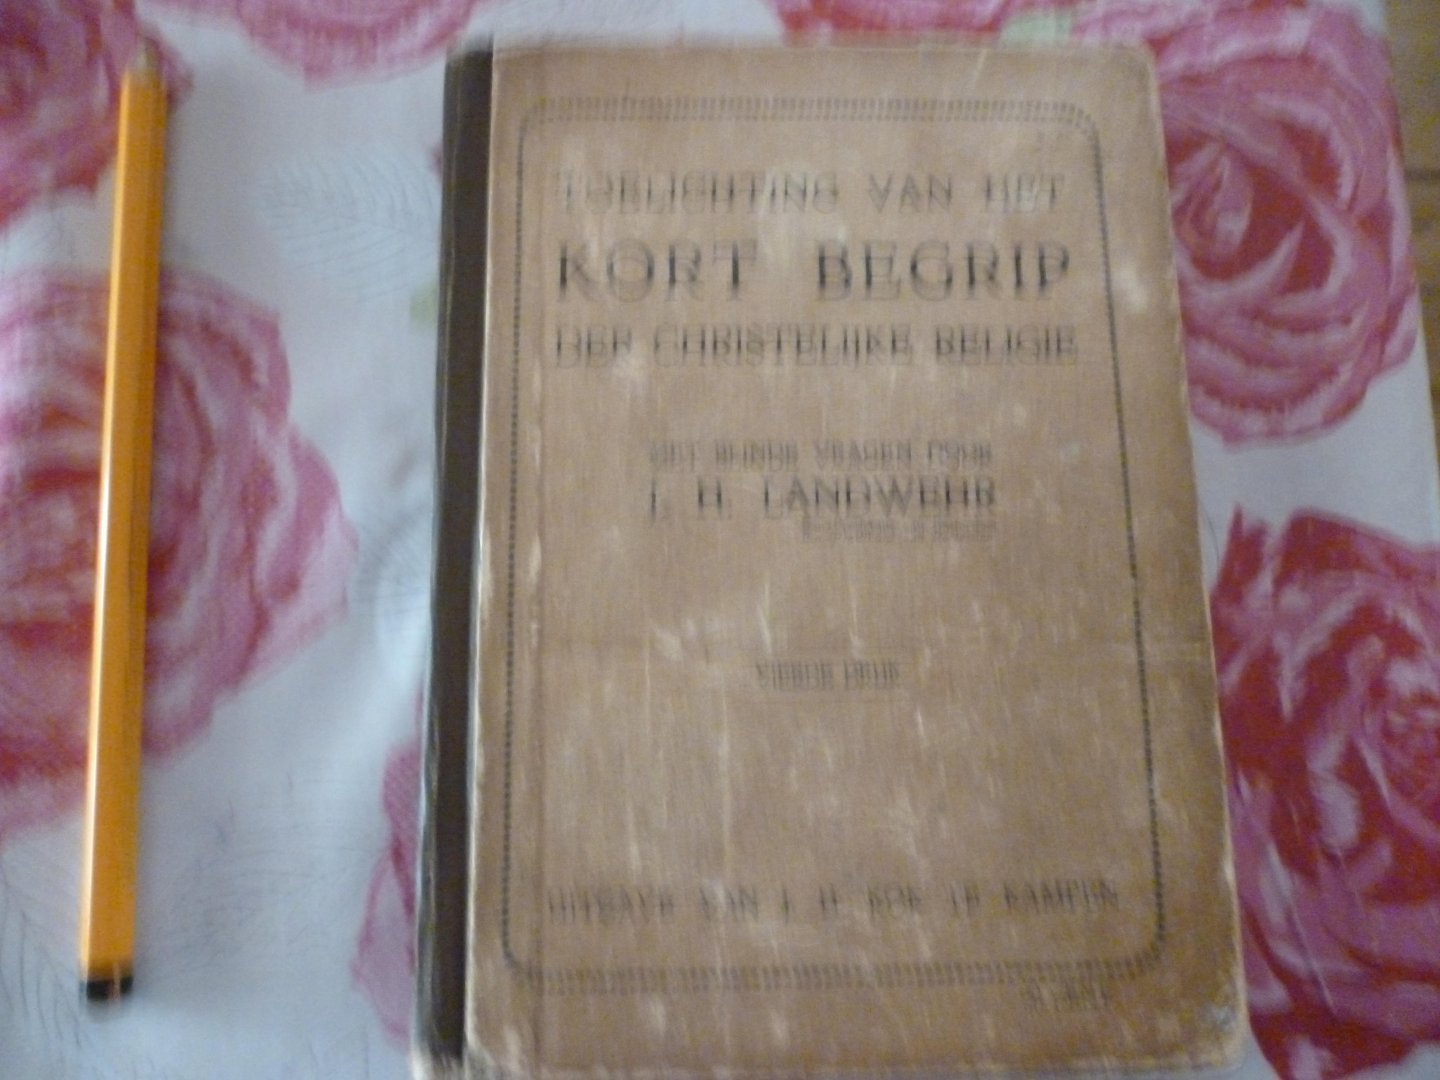 TOELICHTING VAN HET
KORT BEGRIP
DER CHRISTELIJKE RELIGIE
MET BIJNDE VRAGEN DOOR
J. H. LANDWEHR
VIERDE DRUK
UITGAVE VAN J. H. KOK TE KAMPEN